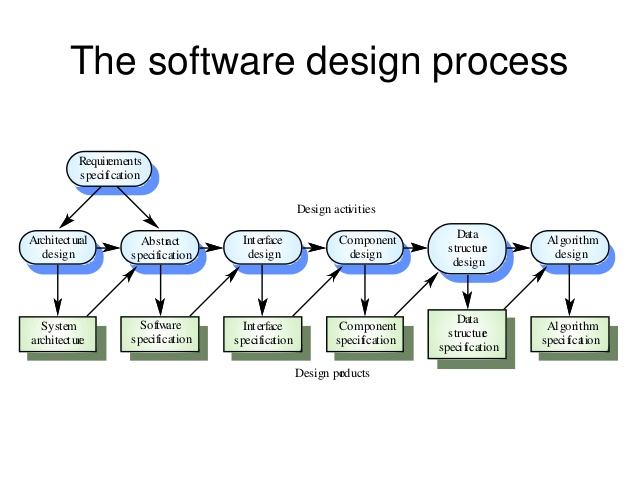 The software design process
Requirements
specification
Design activities
Architectural
design
Abstract
specification
Interface
design
Component
design
Data
structure
design
Algorithm
design
System
architecture
Software
specification
Interface
specification
Component
specification
Data
structure
specification
Algorithm
specification
Design products